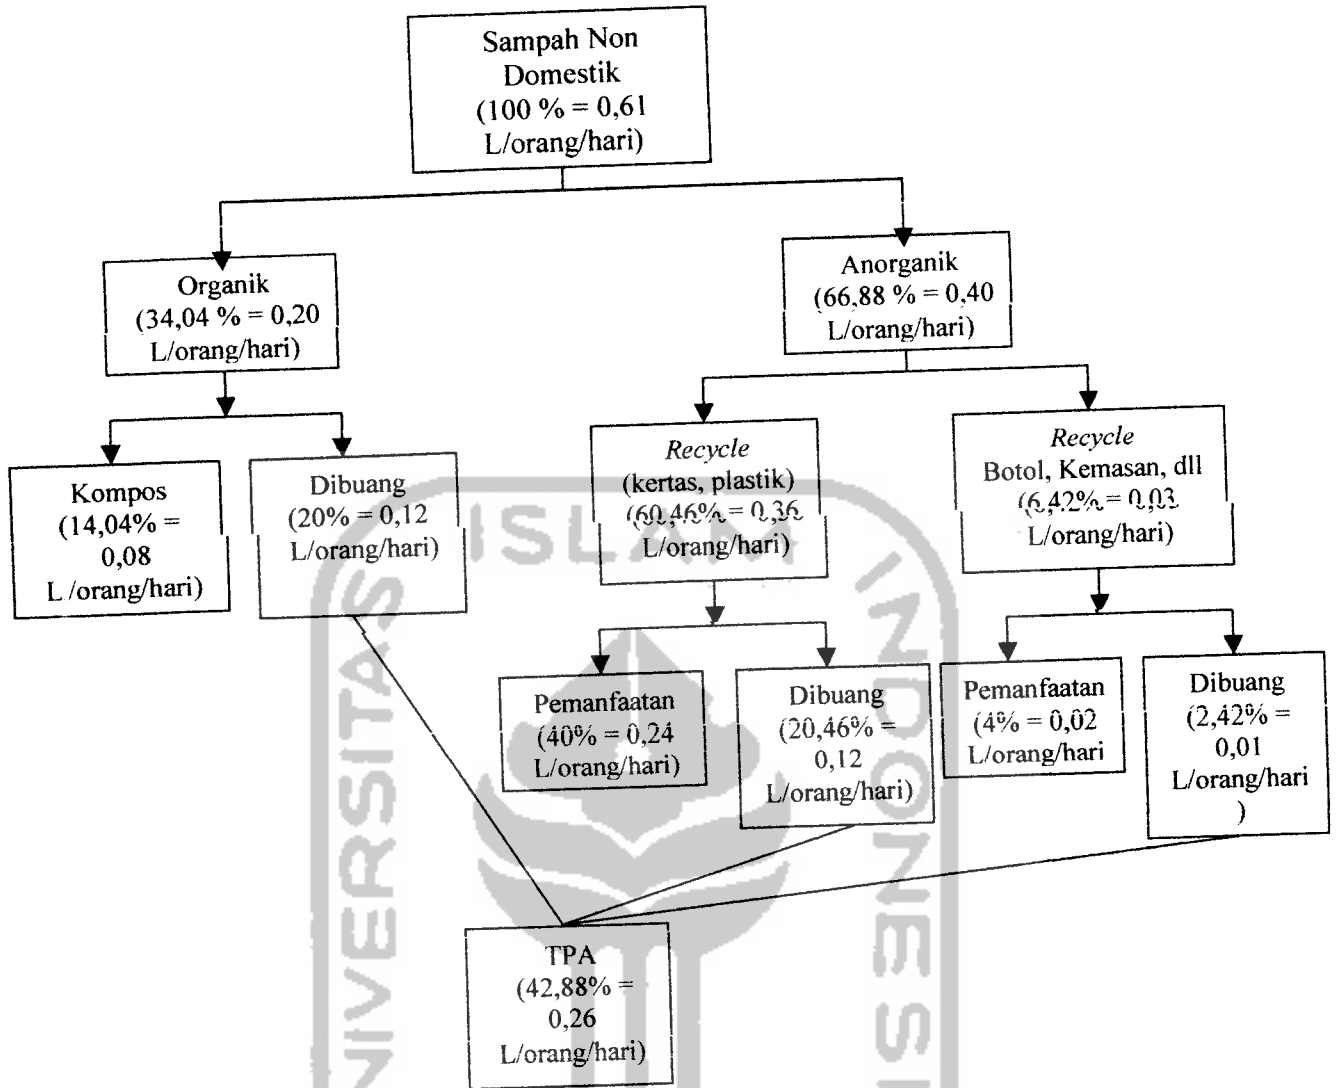 Sampah Non
Domestik
(100 % = 0,61
L/orang/hari)
Organik
(34,04 % = 0,20
L/orang/hari)
Anorganik
(66,88 % = 0,40
L/orang/hari)
Kompos
(14,04% =
0,08
L /orang/hari)
Dibuang
(20% = 0,12
L/orang/hari)
Recycle
(kertas, plastik)
(60,46% = 0,36
L/orang/hari)
Recycle
Botol, Kemasan, dll
(6,42% = 0,03
L/orang/hari)
Pemanfaatan
(40% = 0,24
L/orang/hari)
Dibuang
(20,46% =
0,12
L/orang/hari)
Pemanfaatan
(4% = 0,02
L/orang/hari
Dibuang
(2,42% =
0,01
L/orang/hari
)
TPA
(42,88% =
0,26
L/orang/hari)
ISLAM
NIVERSITAS
INDONESI